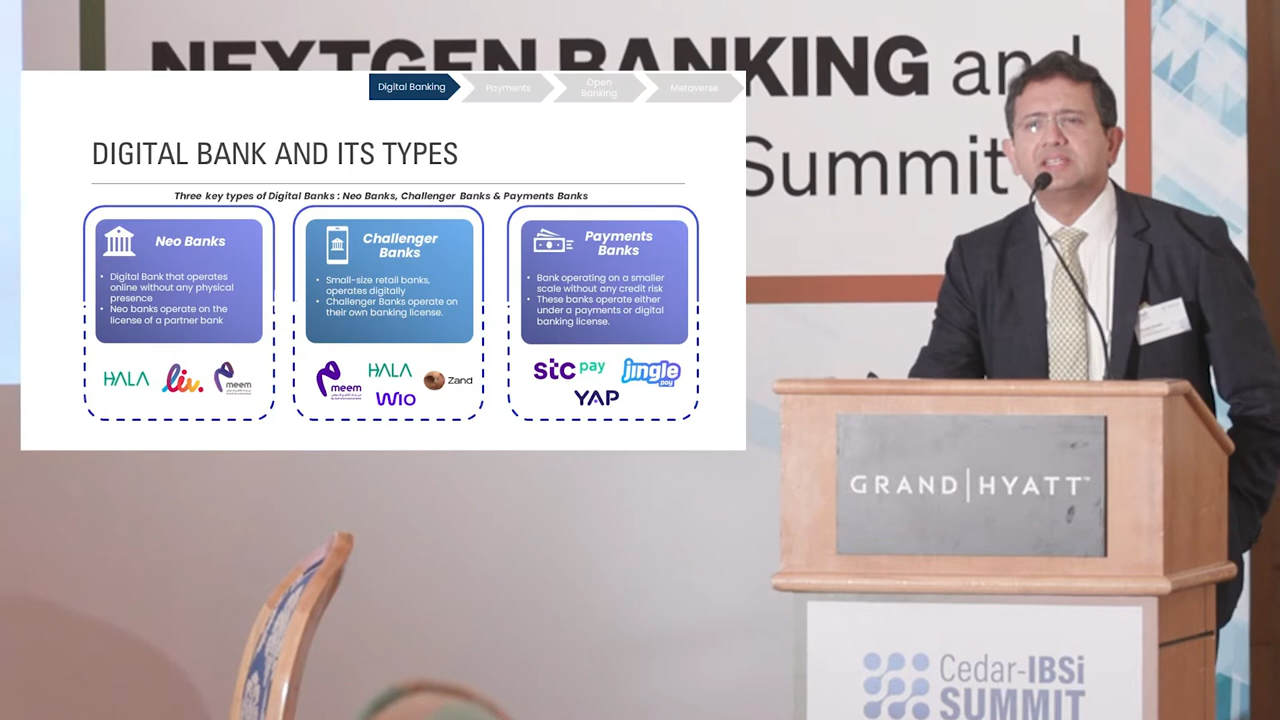 NEXTGEN BANKING an
Summit
Digital Banking
Payments
Open
Banking
Metaverse
DIGITAL BANK AND ITS TYPES
Three key types of Digital Banks : Neo Banks, Challenger Banks & Payments Banks
Neo Banks
• Digital Bank that operates
online without any physical
presence
• Neo banks operate on the
license of a partner bank
HALA
liv.
meem
Challenger
Banks
• Small-size retail banks,
operates digitally
• Challenger Banks operate on
their own banking license.
meem
HALA
wio
Zand
Payments
Banks
• Bank operating on a smaller
scale without any credit risk
• These banks operate either
under a payments or digital
banking license.
stc pay
jingle
pay
YAP
GRAND|HYATT™
Cedar-IBSi
SUMMIT